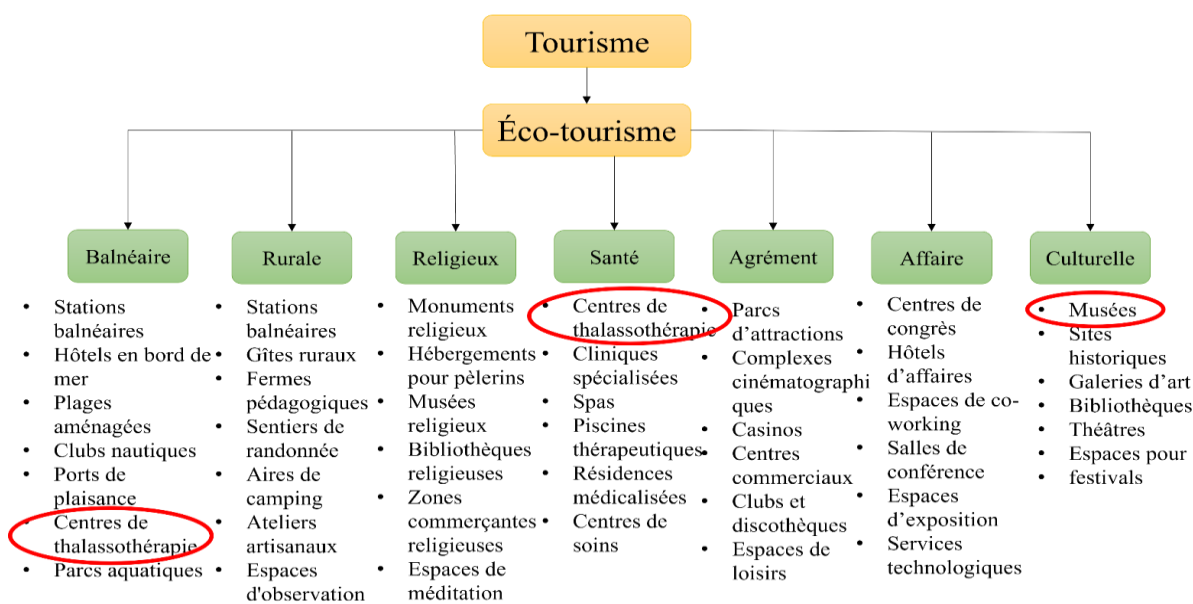 Tourisme
Éco-tourisme
Balnéaire
• Stations
balnéaires
• Hôtels en bord de
mer
• Plages
aménagées
• Clubs nautiques
• Ports de
plaisance
• Centres de
thalassothérapie
• Parcs aquatiques
Rurale
• Stations
balnéaires
• Gîtes ruraux
• Fermes
pédagogiques
• Sentiers de
randonnée
• Aires de
camping
• Ateliers
artisanaux
• Espaces
d'observation
Religieux
• Monuments
religieux
• Hébergements
pour pèlerins
• Musées
religieux
• Bibliothèques
religieuses
• Zones
commerçantes
religieuses
• Espaces de
méditation
Santé
• Centres de
thalassothérapie
• Cliniques
spécialisées
• Spas
• Piscines
thérapeutiques
• Résidences
médicalisées
• Centres de
soins
Agrément
• Parcs
d’attractions
• Complexes
cinématographi
ques
• Casinos
• Centres
commerciaux
• Clubs et
discothèques
• Espaces de
loisirs
Affaire
• Centres de
congrès
• Hôtels
d’affaires
• Espaces de co-
working
• Salles de
conférence
• Espaces
d’exposition
• Services
technologiques
Culturelle
• Musées
• Sites
historiques
• Galeries d’art
• Bibliothèques
• Théâtres
• Espaces pour
• festivals